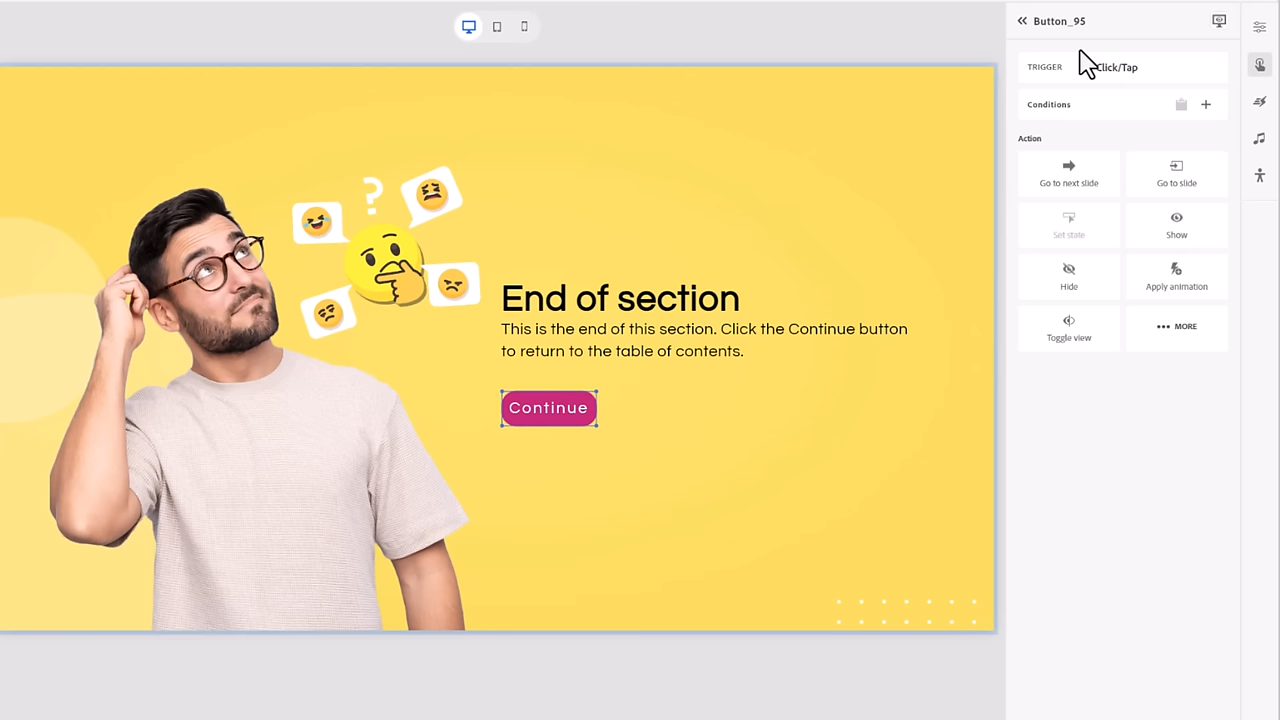 Button_95
TRIGGER
Click/Tap
Conditions
Action
Go to next slide
Go to slide
Set state
Show
Hide
Apply animation
Toggle view
MORE
?
End of section
This is the end of this section. Click the Continue button
to return to the table of contents.
Continue